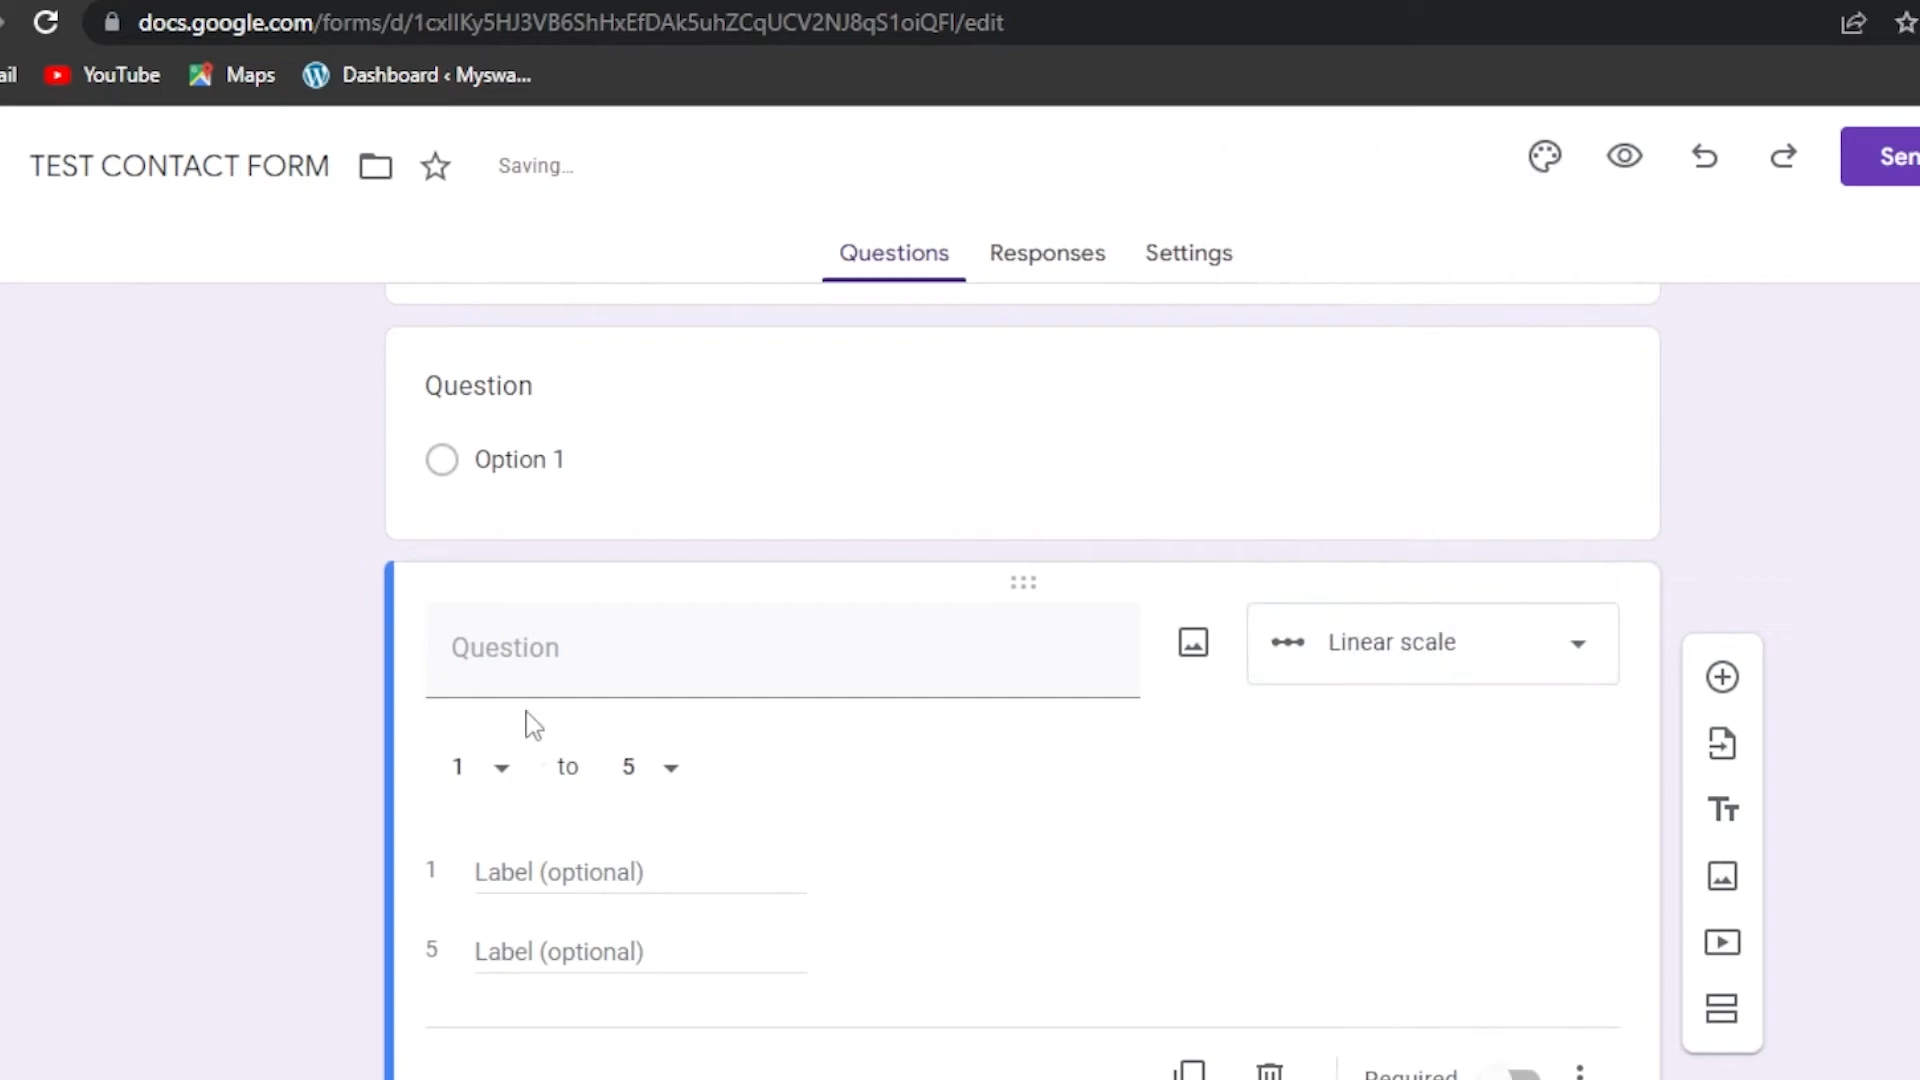 docs.google.com/forms/d/1cxIIKy5HJ3VB6ShHxEfDAk5uhZCqUCV2NJ8qS1oiQFI/edit
ail YouTube Maps Dashboard ‹ Myswa...
TEST CONTACT FORM Saving... Sen
Questions Responses Settings
Question
Option 1
Question Linear scale
1 to 5
1 Label (optional)
5 Label (optional)
Required